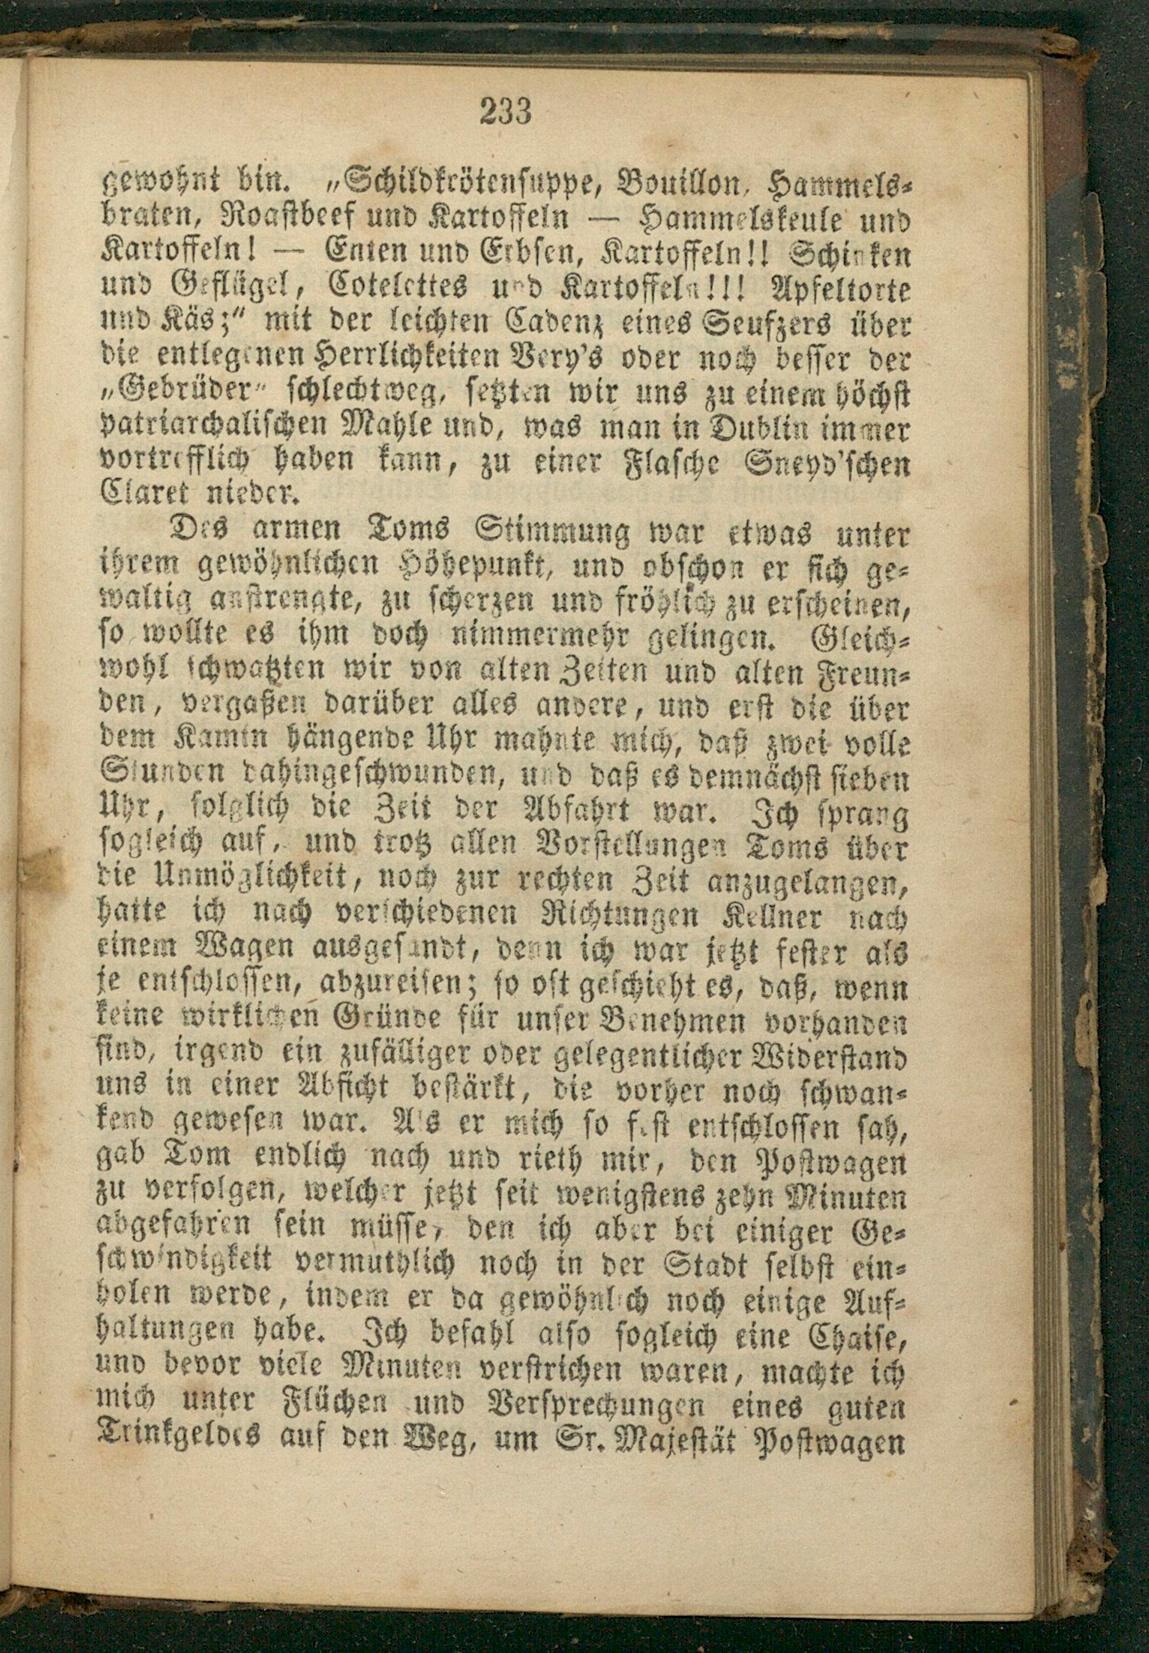 233
gewohnt bin. „Schildkrötensuppe, Bouillon, Hammels-
braten, Roastbeef und Kartoffeln — Hammelskeule und
Kartoffeln! — Enten und Erbsen, Kartoffeln!! Schinken
und Geflügel, Cotelettes und Kartoffeln!!! Apfeltorte
und Käs;“ mit der leichten Cadenz eines Seufzers über
die entlegenen Herrlichkeiten Very's oder noch besser der
„Gebrüder“ schlechtweg, setzten wir uns zu einem höchst
patriarchalischen Mahle und, was man in Dublin immer
vortrefflich haben kann, zu einer Flasche Sneyd'schen
Claret nieder.
Des armen Toms Stimmung war etwas unter
ihrem gewöhnlichen Höhepunkt, und obschon er sich ge-
waltig anstrengte, zu scherzen und fröhlich zu erscheinen,
so wollte es ihm doch nimmermehr gelingen. Gleich-
wohl schwatzten wir von alten Zeiten und alten Freun-
den, vergaßen darüber alles andere, und erst die über
dem Kamin hängende Uhr mahnte mich, daß zwei volle
Stunden dahingeschwunden, und daß es demnächst sieben
Uhr, folglich die Zeit der Abfahrt war. Ich sprang
sogleich auf, und trotz allen Vorstellungen Toms über
die Unmöglichkeit, noch zur rechten Zeit anzugelangen,
hatte ich nach verschiedenen Richtungen Kellner nach
einem Wagen ausgesandt, denn ich war jetzt fester als
je entschlossen, abzureisen; so oft geschieht es, daß, wenn
keine wirklichen Gründe für unser Benehmen vorhanden
sind, irgend ein zufälliger oder gelegentlicher Widerstand
uns in einer Absicht bestärkt, die vorher noch schwan-
kend gewesen war. Als er mich so fest entschlossen sah,
gab Tom endlich nach und rieth mir, den Postwagen
zu verfolgen, welcher jetzt seit wenigstens zehn Minuten
abgefahren sein müsse, den ich aber bei einiger Ge-
schwindigkeit vermuthlich noch in der Stadt selbst ein-
holen werde, indem er da gewöhnlich noch einige Auf-
haltungen habe. Ich befahl also sogleich eine Chaise,
und bevor viele Minuten verstrichen waren, machte ich
mich unter Flüchen und Versprechungen eines guten
Trinkgeldes auf den Weg, um Sr. Majestät Postwagen